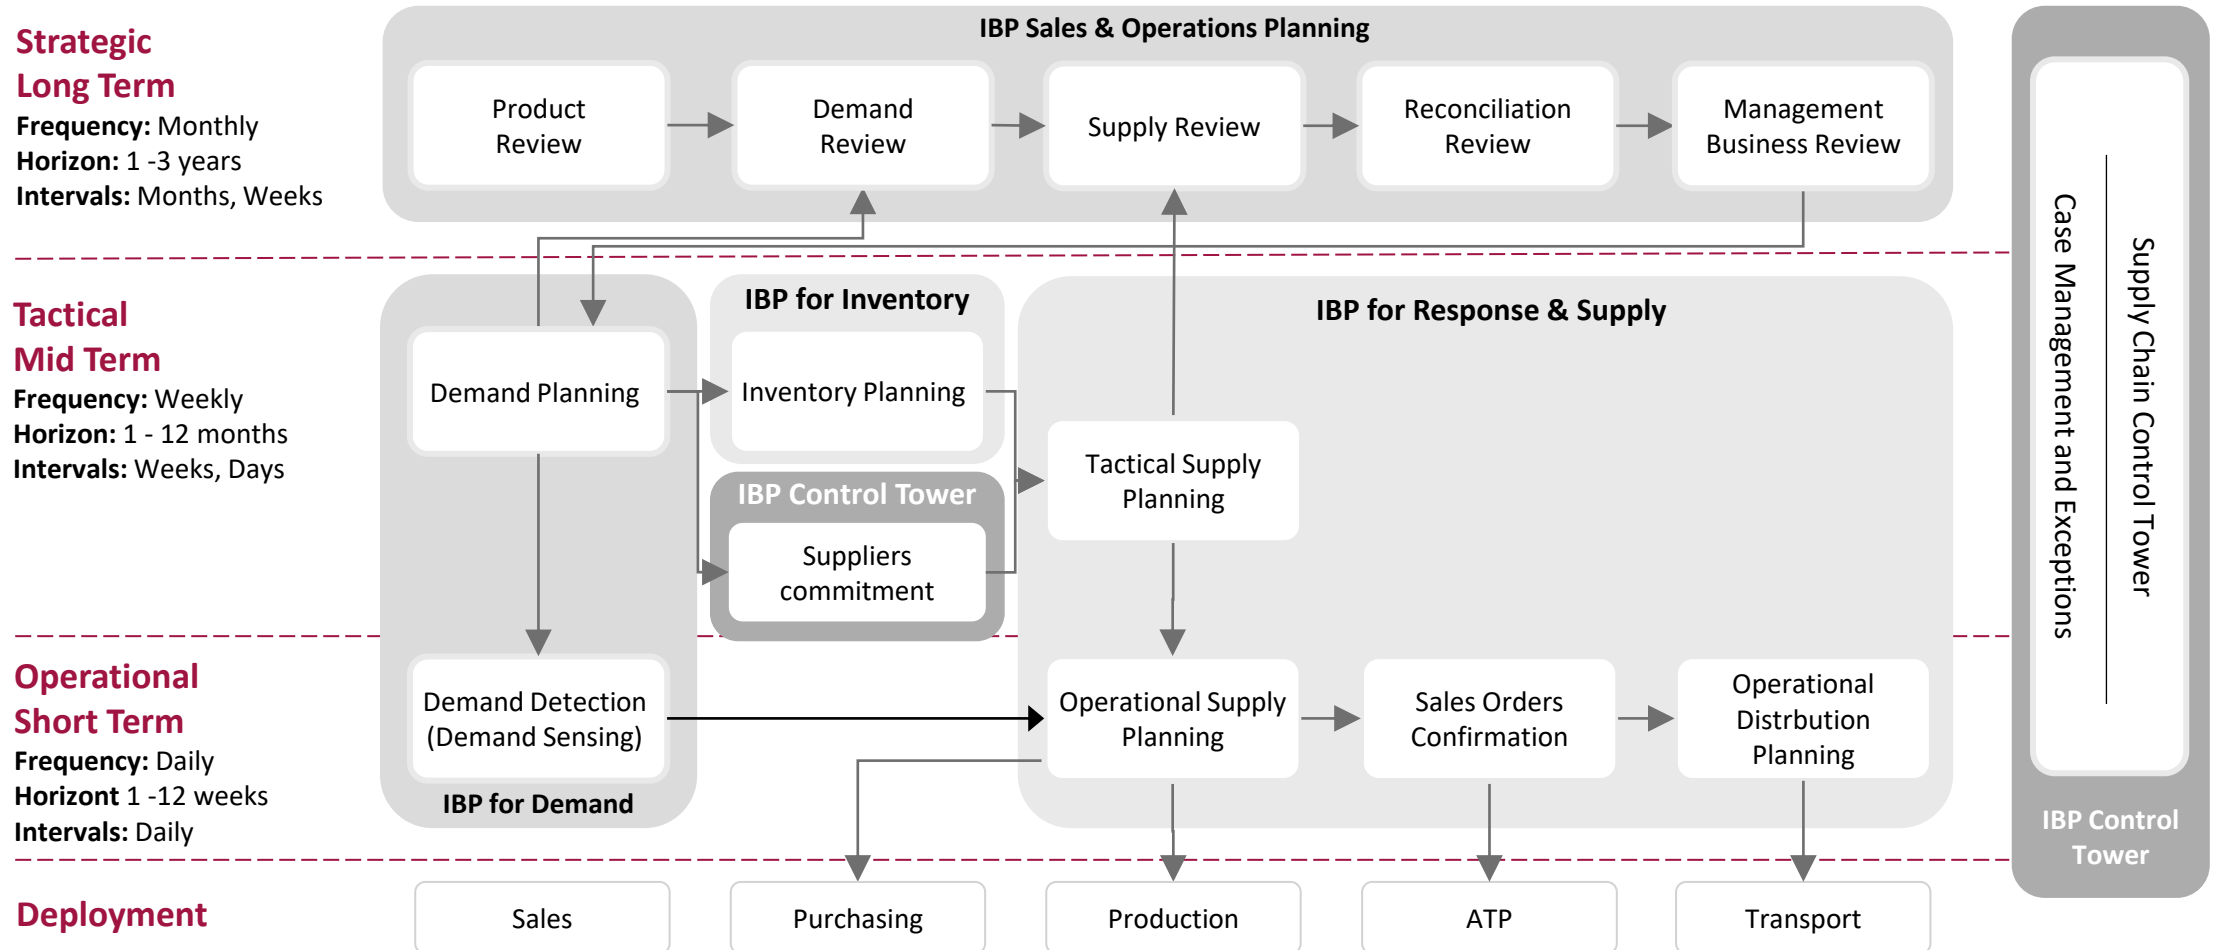 IBP Sales & Operations Planning
Strategic
Long Term
Frequency: Monthly
Horizon: 1 -3 years
Intervals: Months, Weeks
Product
Review
Demand
Review
Supply Review
Reconciliation
Review
Management
Business Review
Tactical
Mid Term
Frequency: Weekly
Horizon: 1 - 12 months
Intervals: Weeks, Days
Demand Planning
IBP for Inventory
Inventory Planning
IBP Control Tower
Suppliers
commitment
IBP for Response & Supply
Tactical Supply
Planning
Operational
Short Term
Frequency: Daily
Horizont 1 -12 weeks
Intervals: Daily
Demand Detection
(Demand Sensing)
IBP for Demand
Operational Supply
Planning
Sales Orders
Confirmation
Operational
Distrbution
Planning
Deployment
Sales
Purchasing
Production
ATP
Transport
Supply Chain Control Tower
Case Management and Exceptions
IBP Control
Tower